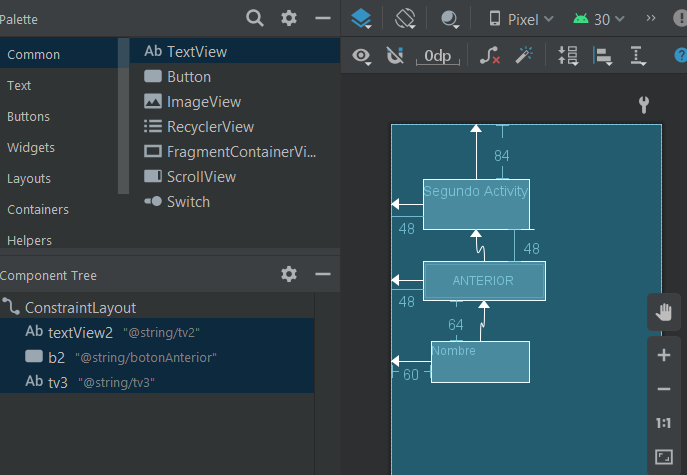 Palette
Pixel
30
Common
Text
Buttons
Widgets
Layouts
Containers
Helpers
Ab TextView
Button
ImageView
RecyclerView
FragmentContainerVi...
ScrollView
Switch
0dp
Component Tree
ConstraintLayout
Ab textView2 "@string/tv2"
b2 "@string/botonAnterior"
Ab tv3 "@string/tv3"
84
Segundo Activity
48
48
ANTERIOR
48
64
Nombre
60
1:1